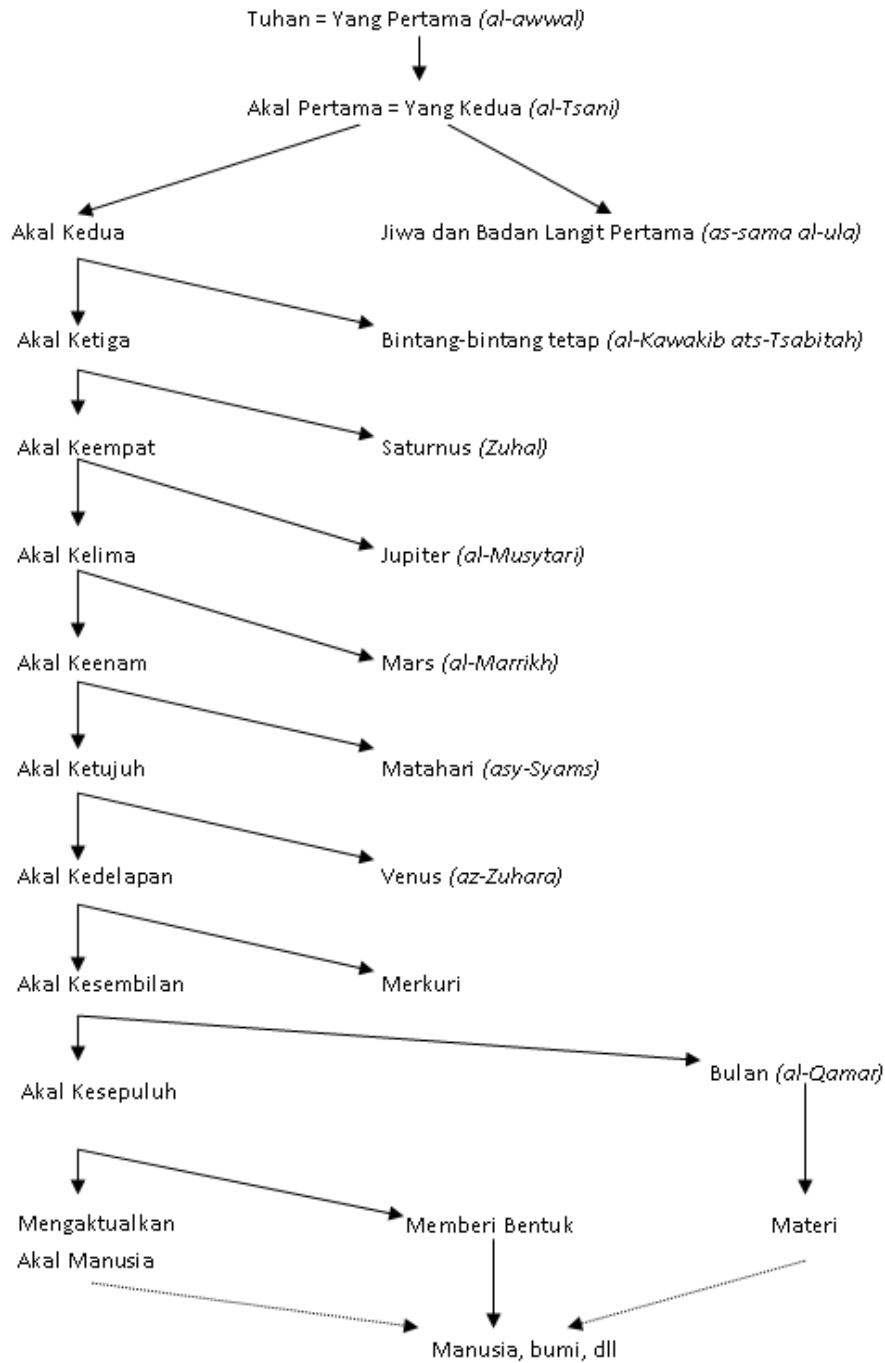 Tuhan = Yang Pertama (al-awwal)
Akal Pertama = Yang Kedua (al-Tsani)
Akal Kedua
Jiwa dan Badan Langit Pertama (as-sama al-ula)
Akal Ketiga
Bintang-bintang tetap (al-Kawakib ats-Tsabitah)
Akal Keempat
Saturnus (Zuhal)
Akal Kelima
Jupiter (al-Musytari)
Akal Keenam
Mars (al-Marrikh)
Akal Ketujuh
Matahari (asy-Syams)
Akal Kedelapan
Venus (az-Zuhara)
Akal Kesembilan
Merkuri
Akal Kesepuluh
Bulan (al-Qamar)
Mengaktualkan
Akal Manusia
Memberi Bentuk
Materi
Manusia, bumi, dll